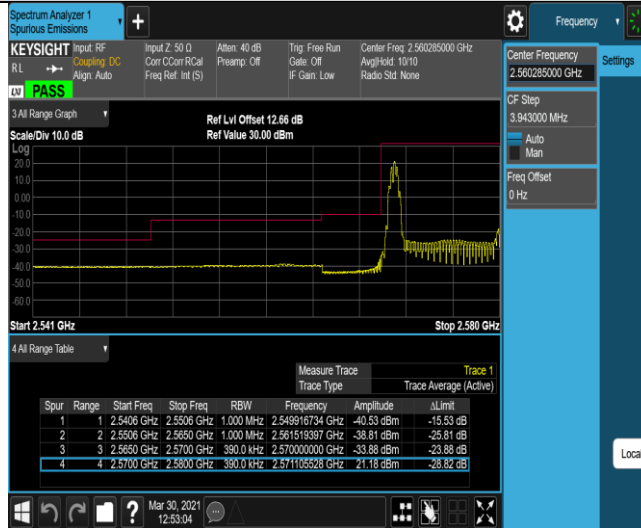 Spectrum Analyzer 1
Spurious Emissions
Frequency
KEYSIGHT
RL
Input: RF
Coupling: DC
Align: Auto
Input Z: 50 Ω
Corr CCorr RCal
Freq Ref: Int (S)
Atten: 40 dB
Preamp: Off
Trig: Free Run
Gate: Off
IF Gain: Low
Center Freq: 2.560285000 GHz
Avg|Hold: 10/10
Radio Std: None
LXI PASS
3 All Range Graph
Scale/Div 10.0 dB
Ref Lvl Offset 12.66 dB
Ref Value 30.00 dBm
Log
20.0
10.0
0.00
-10.0
-20.0
-30.0
-40.0
-50.0
-60.0
Start 2.541 GHz
Stop 2.580 GHz
4 All Range Table
Measure Trace Trace 1
Trace Type Trace Average (Active)
Spur Range Start Freq Stop Freq RBW Frequency Amplitude ΔLimit
1 1 2.5406 GHz 2.5506 GHz 1.000 MHz 2.549916734 GHz -40.53 dBm -15.53 dB
2 2 2.5506 GHz 2.5650 GHz 1.000 MHz 2.561519397 GHz -38.81 dBm -25.81 dB
3 3 2.5650 GHz 2.5700 GHz 390.0 kHz 2.570000000 GHz -33.88 dBm -23.88 dB
4 4 2.5700 GHz 2.5800 GHz 390.0 kHz 2.571105528 GHz 21.18 dBm -28.82 dB
Mar 30, 2021
12:53:04
Center Frequency
2.560285000 GHz
Settings
CF Step
3.943000 MHz
Auto
Man
Freq Offset
0 Hz
Local